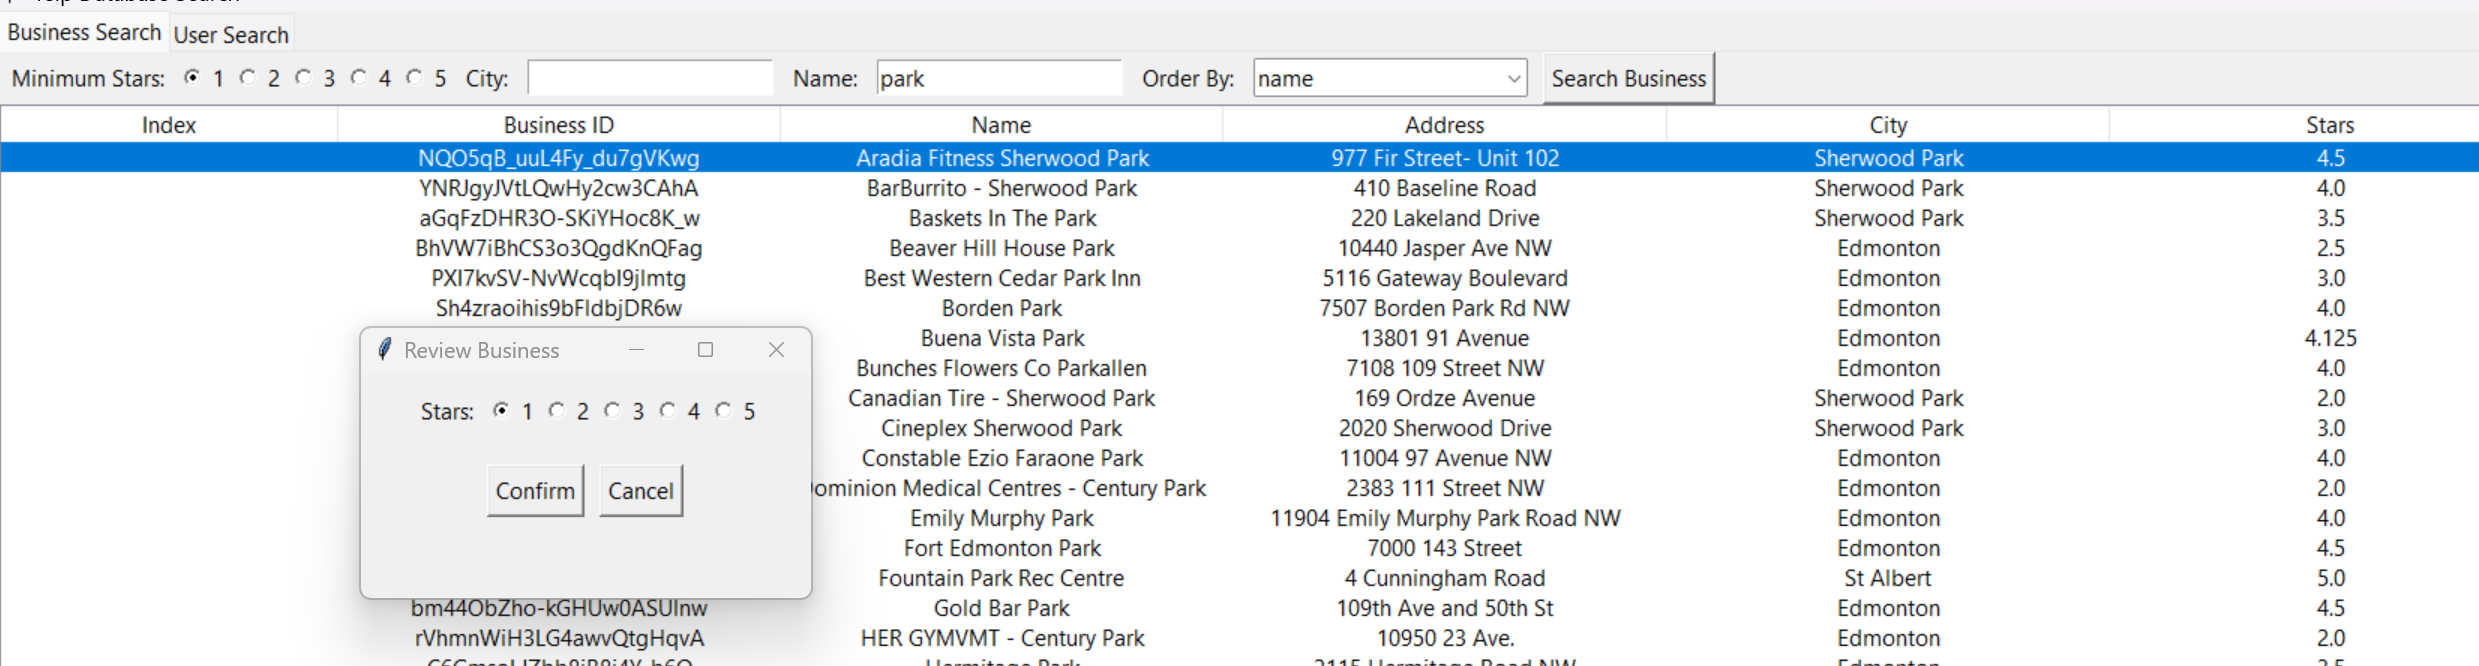 Yelp Database Search
Business Search User Search
Minimum Stars: 1 2 3 4 5 City: Name: park Order By: name Search Business
Index Business ID Name Address City Stars
NQO5qB_uuL4Fy_du7gVKwg Aradia Fitness Sherwood Park 977 Fir Street- Unit 102 Sherwood Park 4.5
YNRJgyJVtLQwHy2cw3CAhA BarBurrito - Sherwood Park 410 Baseline Road Sherwood Park 4.0
aGqFzDHR3O-SKiYHoc8K_w Baskets In The Park 220 Lakeland Drive Sherwood Park 3.5
BhVW7iBhCS3o3QgdKnQFag Beaver Hill House Park 10440 Jasper Ave NW Edmonton 2.5
PXI7kvSV-NvWcqbI9jImtg Best Western Cedar Park Inn 5116 Gateway Boulevard Edmonton 3.0
Sh4zraoihis9bFIdbjDR6w Borden Park 7507 Borden Park Rd NW Edmonton 4.0
Buena Vista Park 13801 91 Avenue Edmonton 4.125
Review Business
Bunches Flowers Co Parkallen 7108 109 Street NW Edmonton 4.0
Canadian Tire - Sherwood Park 169 Ordze Avenue Sherwood Park 2.0
Stars: 1 2 3 4 5
Cineplex Sherwood Park 2020 Sherwood Drive Sherwood Park 3.0
Constable Ezio Faraone Park 11004 97 Avenue NW Edmonton 4.0
Confirm Cancel
ominion Medical Centres - Century Park 2383 111 Street NW Edmonton 2.0
Emily Murphy Park 11904 Emily Murphy Park Road NW Edmonton 4.0
Fort Edmonton Park 7000 143 Street Edmonton 4.5
Fountain Park Rec Centre 4 Cunningham Road St Albert 5.0
bm44ObZho-kGHUw0ASUInw Gold Bar Park 109th Ave and 50th St Edmonton 4.5
rVhmnWiH3LG4awvQtgHqvA HER GYMVMT - Century Park 10950 23 Ave. Edmonton 2.0
Hermitage Park 2115 Hermitage Road NW Edmonton